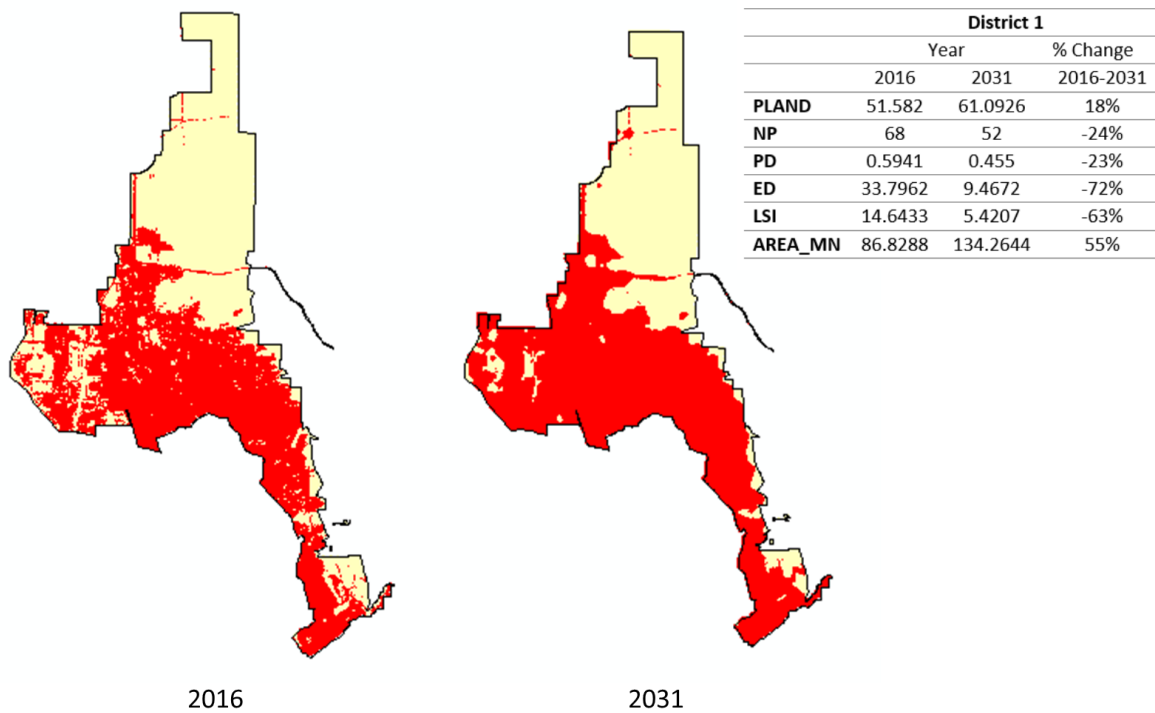 District 1
Year % Change
2016 2031 2016-2031
PLAND 51.582 61.0926 18%
NP 68 52 -24%
PD 0.5941 0.455 -23%
ED 33.7962 9.4672 -72%
LSI 14.6433 5.4207 -63%
AREA_MN 86.8288 134.2644 55%
2016 2031